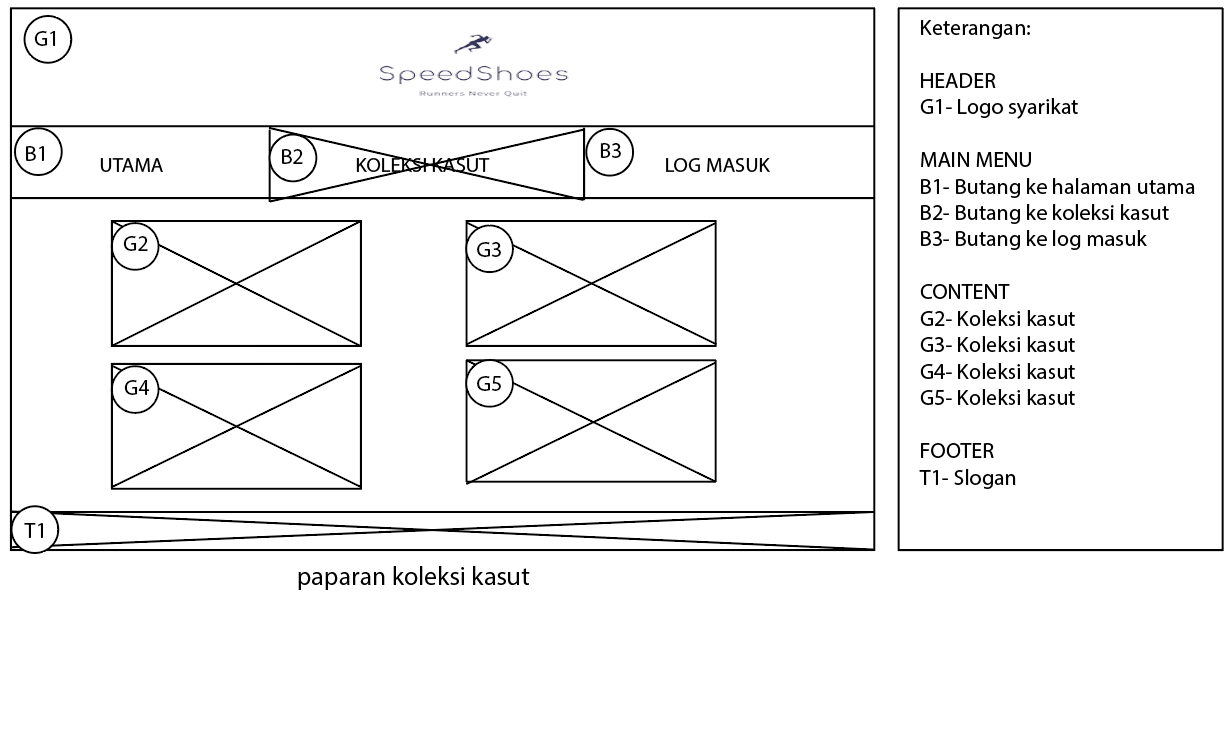 G1
SpeedShoes
Runners Never Quit
B1
UTAMA
B2
KOLEKSI KASUT
B3
LOG MASUK
G2
G3
G4
G5
T1
paparan koleksi kasut
Keterangan:
HEADER
G1- Logo syarikat
MAIN MENU
B1- Butang ke halaman utama
B2- Butang ke koleksi kasut
B3- Butang ke log masuk
CONTENT
G2- Koleksi kasut
G3- Koleksi kasut
G4- Koleksi kasut
G5- Koleksi kasut
FOOTER
T1- Slogan